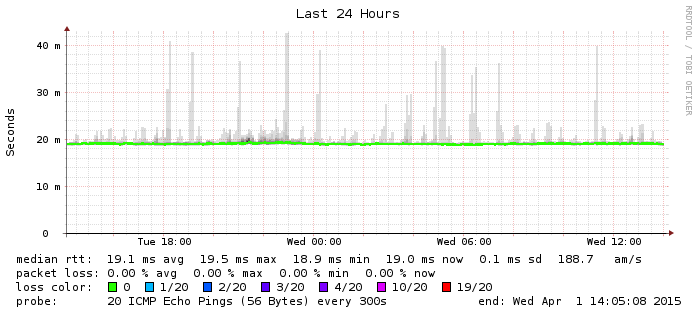 Last 24 Hours
RRDTOOL / TOBI OETIKER
Seconds
40 m
30 m
20 m
10 m
0
Tue 18:00 Wed 00:00 Wed 06:00 Wed 12:00
median rtt: 19.1 ms avg 19.5 ms max 18.9 ms min 19.0 ms now 0.1 ms sd 188.7 am/s
packet loss: 0.00 % avg 0.00 % max 0.00 % min 0.00 % now
loss color: 0 1/20 2/20 3/20 4/20 10/20 19/20
probe: 20 ICMP Echo Pings (56 Bytes) every 300s end: Wed Apr 1 14:05:08 2015